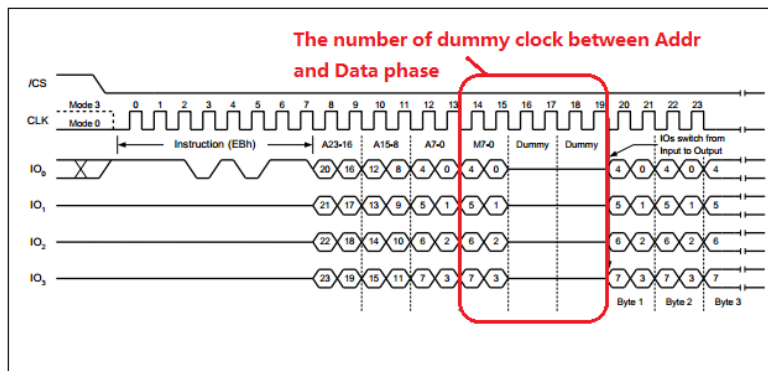 The number of dummy clock between Addr
and Data phase
/CS
Mode 3 0 1 2 3 4 5 6 7 8 9 10 11 12 13 14 15 16 17 18 19 20 21 22 23
CLK Mode 0
Instruction (EBh) A23-16 A15-8 A7-0 M7-0 Dummy Dummy IOs switch from
Input to Output
IO0 20 16 12 8 4 0 4 0 4 0 4 0 4
IO1 21 17 13 9 5 1 5 1 5 1 5 1 5
IO2 22 18 14 10 6 2 6 2 6 2 6 2 6
IO3 23 19 15 11 7 3 7 3 7 3 7 3 7
Byte 1 Byte 2 Byte 3